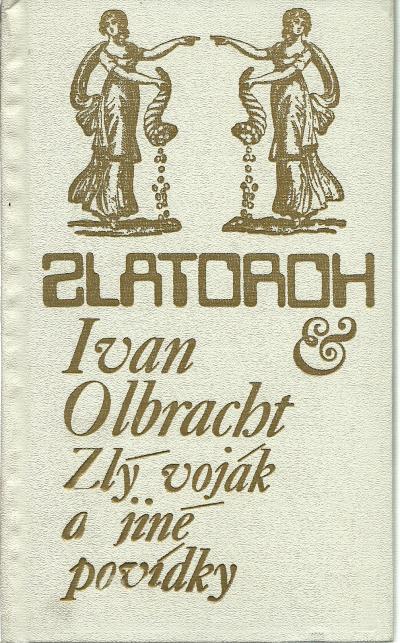 ZLATOROH
Ivan &
Olbracht
Zlý voják
a jiné
povídky